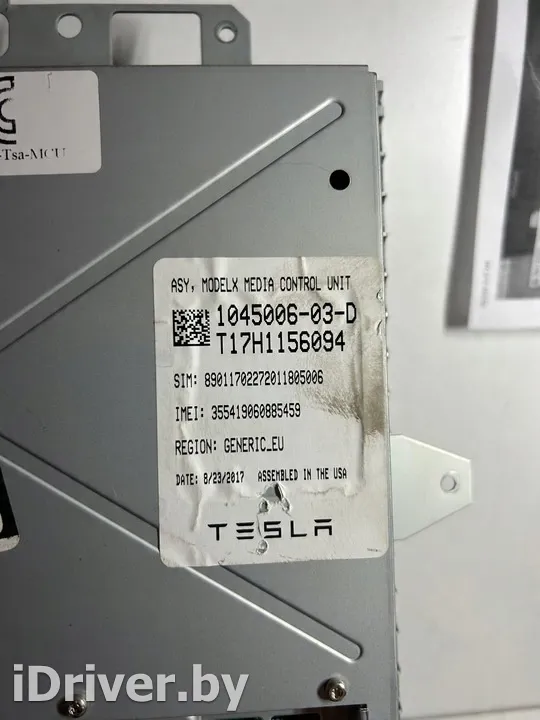 -Tsa-MCU
ASY, MODELX MEDIA CONTROL UNIT
1045006-03-D
T17H1156094
SIM: 89011702272011805006
IMEI: 355419060885459
REGION: GENERIC_EU
DATE: 8/23/2017 ASSEMBLED IN THE USA
TESLA
iDriver.by